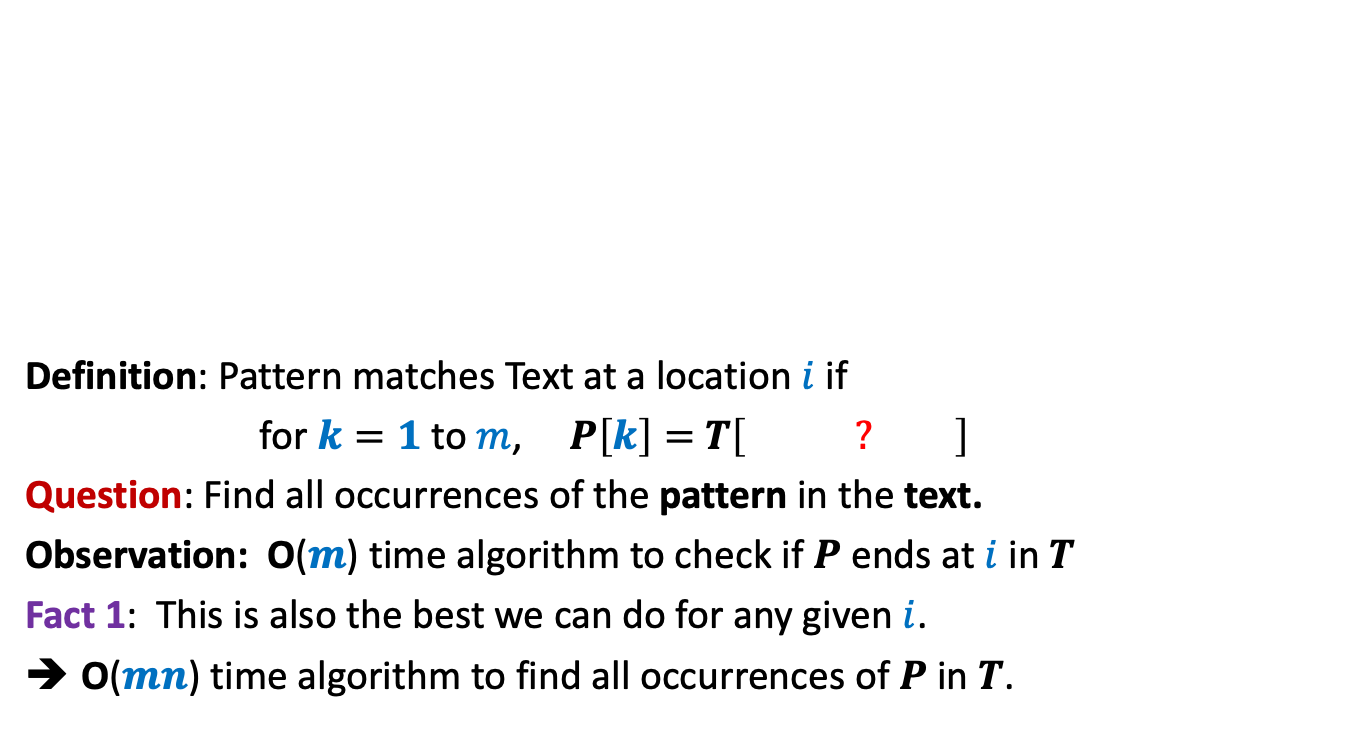 Definition: Pattern matches Text at a location i if
for k = 1 to m, P[k] = T[ ? ]
Question: Find all occurrences of the pattern in the text.
Observation: O(m) time algorithm to check if P ends at i in T
Fact 1: This is also the best we can do for any given i.
➔ O(mn) time algorithm to find all occurrences of P in T.